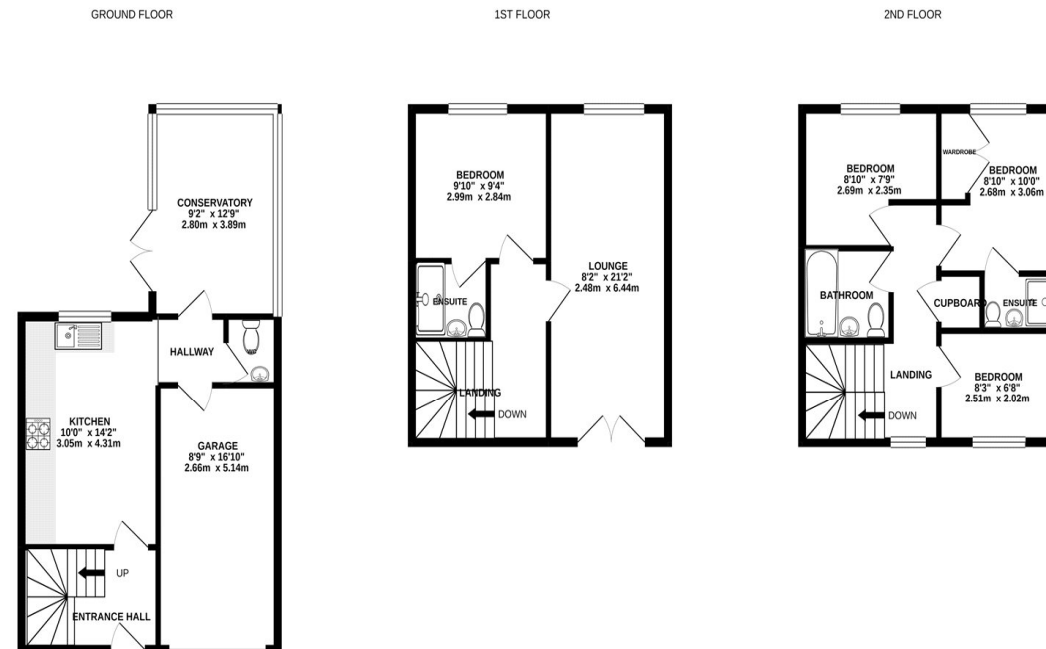 GROUND FLOOR
1ST FLOOR
2ND FLOOR
CONSERVATORY
9'2" x 12'9"
2.80m x 3.89m
HALLWAY
KITCHEN
10'0" x 14'2"
3.05m x 4.31m
GARAGE
8'9" x 16'10"
2.66m x 5.14m
UP
ENTRANCE HALL
BEDROOM
9'10" x 9'4"
2.99m x 2.84m
LOUNGE
8'2" x 21'2"
2.48m x 6.44m
ENSUITE
LANDING
DOWN
BEDROOM
8'10" x 7'9"
2.69m x 2.35m
WARDROBE
BEDROOM
8'10" x 10'0"
2.68m x 3.06m
BATHROOM
CUPBOARD
ENSUITE
LANDING
BEDROOM
8'3" x 6'8"
2.51m x 2.02m
DOWN